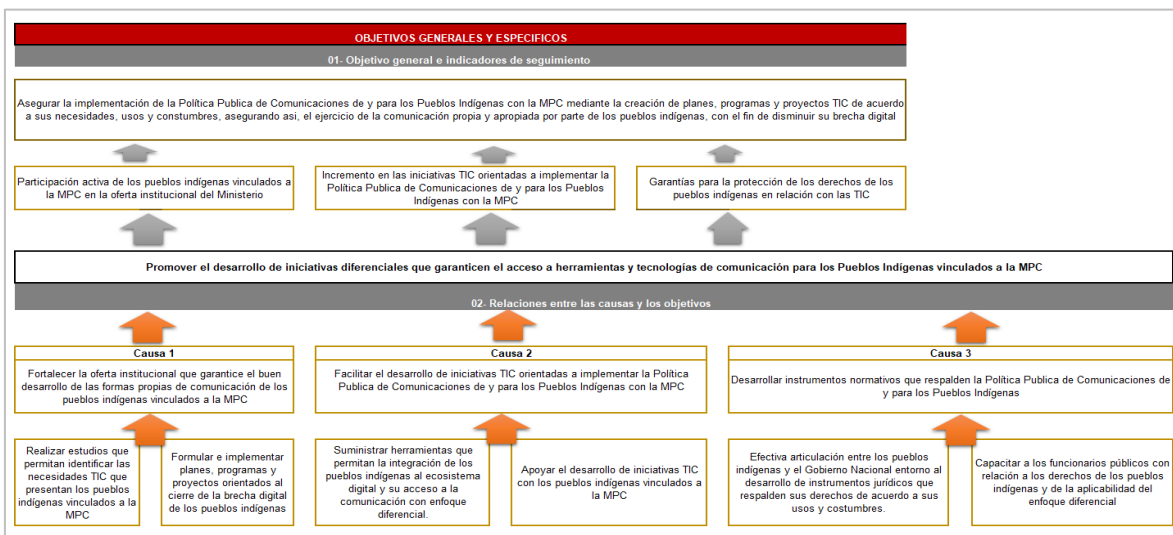 OBJETIVOS GENERALES Y ESPECIFICOS
01- Objetivo general e indicadores de seguimiento
Asegurar la implementación de la Política Publica de Comunicaciones de y para los Pueblos Indígenas con la MPC mediante la creación de planes, programas y proyectos TIC de acuerdo
a sus necesidades, usos y constumbres, asegurando asi, el ejercicio de la comunicación propia y apropiada por parte de los pueblos indígenas, con el fin de disminuir su brecha digital
Participación activa de los pueblos indígenas vinculados a
la MPC en la oferta institucional del Ministerio
Incremento en las iniciativas TIC orientadas a implementar la
Política Publica de Comunicaciones de y para los Pueblos
Indígenas con la MPC
Garantías para la protección de los derechos de los
pueblos indígenas en relación con las TIC
Promover el desarrollo de iniciativas diferenciales que garanticen el acceso a herramientas y tecnologías de comunicación para los Pueblos Indígenas vinculados a la MPC
02- Relaciones entre las causas y los objetivos
Causa 1
Fortalecer la oferta institucional que garantice el buen
desarrollo de las formas propias de comunicación de los
pueblos indígenas vinculados a la MPC
Causa 2
Facilitar el desarrollo de iniciativas TIC orientadas a implementar la Política
Publica de Comunicaciones de y para los Pueblos Indígenas con la MPC
Causa 3
Desarrollar instrumentos normativos que respalden la Política Publica de Comunicaciones de
y para los Pueblos Indígenas
Realizar estudios que
permitan identificar las
necesidades TIC que
presentan los pueblos
indígenas vinculados a la
MPC
Formular e implementar
planes, programas y
proyectos orientados al
cierre de la brecha digital
de los pueblos indígenas
Suministrar herramientas que
permitan la integración de los
pueblos indígenas al ecosistema
digital y su acceso a la
comunicación con enfoque
diferencial.
Apoyar el desarrollo de iniciativas TIC
con los pueblos indígenas vinculados a
la MPC
Efectiva articulación entre los pueblos
indígenas y el Gobierno Nacional entorno al
desarrollo de instrumentos jurídicos que
respalden sus derechos de acuerdo a sus
usos y costumbres.
Capacitar a los funcionarios públicos con
relación a los derechos de los pueblos
indígenas y de la aplicabilidad del
enfoque diferencial